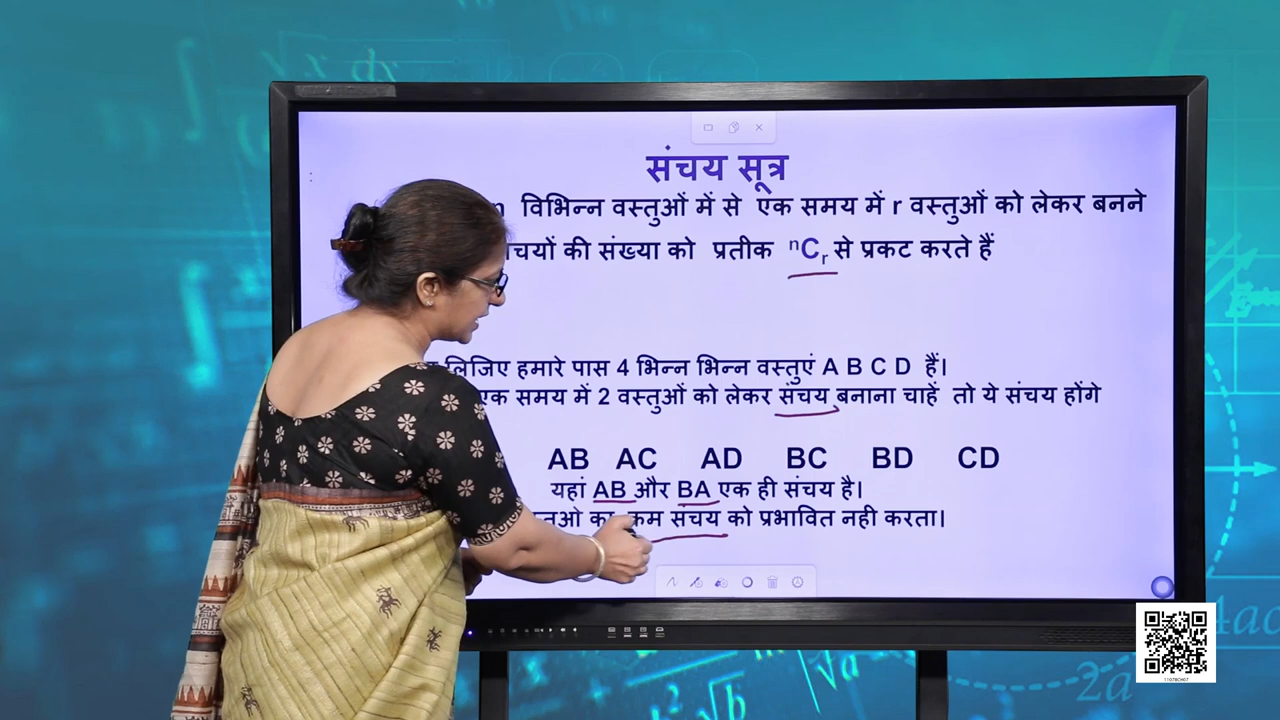 संचय सूत्र
विभिन्न वस्तुओं में से एक समय में r वस्तुओं को लेकर बनने
की संख्या को प्रतीक ⁿCᵣ से प्रकट करते हैं
लिजिए हमारे पास 4 भिन्न भिन्न वस्तुएं A B C D हैं।
एक समय में 2 वस्तुओं को लेकर संचय बनाना चाहें तो ये संचय होंगे
AB AC AD BC BD CD
यहां AB और BA एक ही संचय है।
संचय को प्रभावित नही करता।
4ac
2a
√a
√b